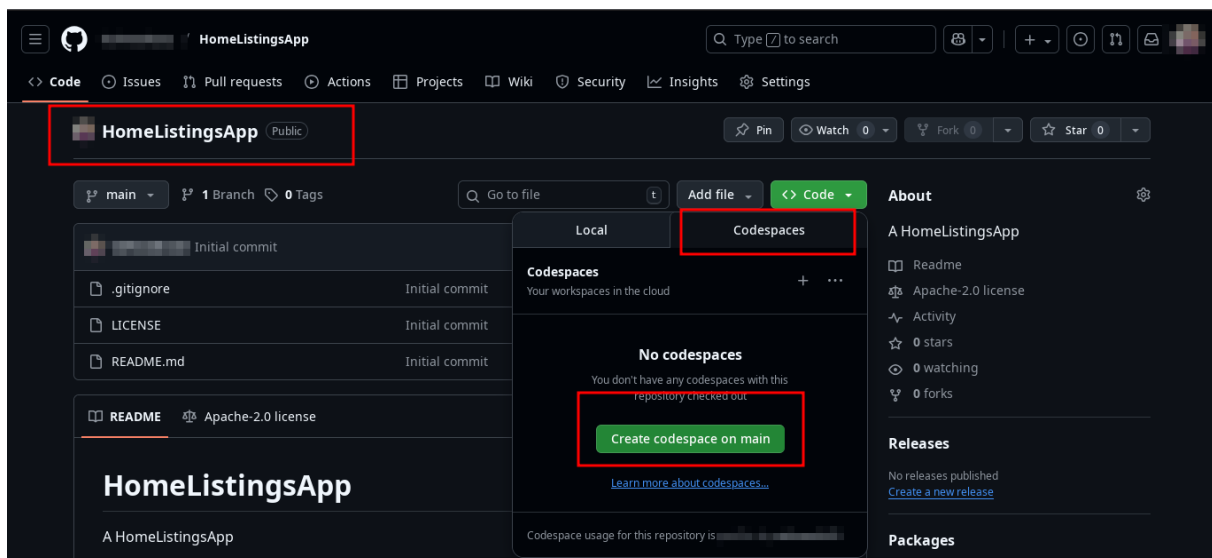 / HomeListingsApp
Type / to search
Code Issues Pull requests Actions Projects Wiki Security Insights Settings
HomeListingsApp Public
Pin Watch 0 Fork 0 Star 0
main 1 Branch 0 Tags
Go to file t Add file Code
Initial commit
.gitignore Initial commit
LICENSE Initial commit
README.md Initial commit
README Apache-2.0 license
HomeListingsApp
A HomeListingsApp
Local Codespaces
Codespaces
Your workspaces in the cloud
No codespaces
You don't have any codespaces with this
repository checked out
Create codespace on main
Learn more about codespaces...
Codespace usage for this repository is
About
A HomeListingsApp
Readme
Apache-2.0 license
Activity
0 stars
0 watching
0 forks
Releases
No releases published
Create a new release
Packages